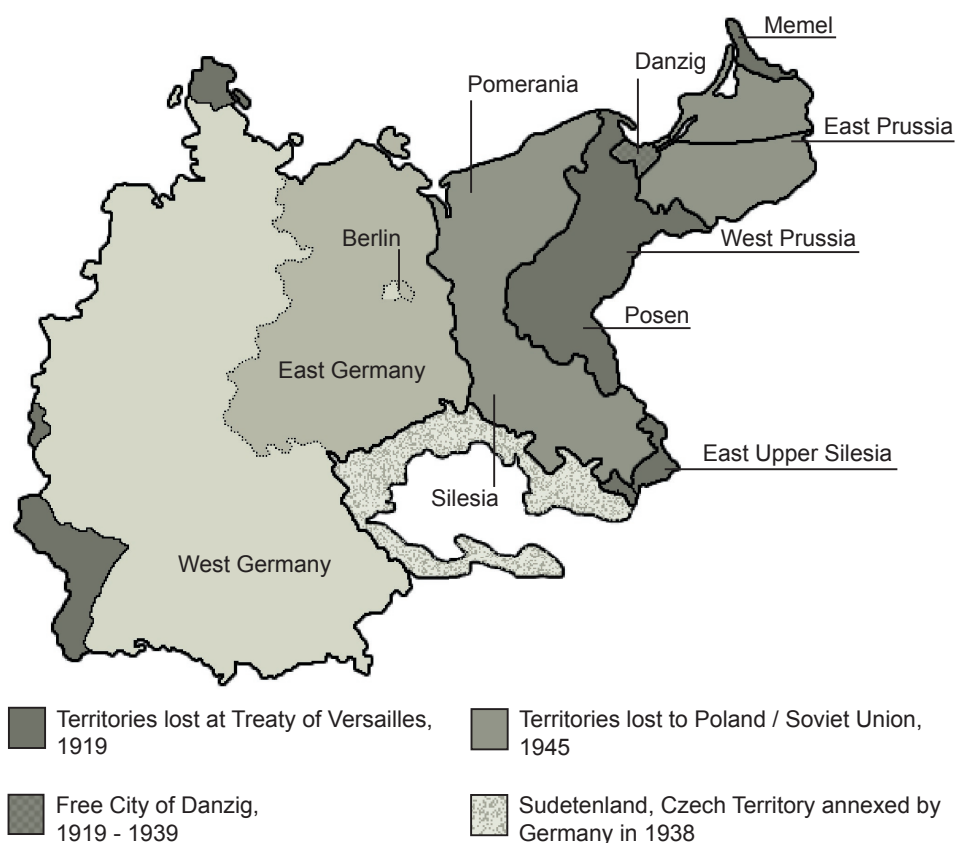 Memel
Danzig
Pomerania
East Prussia
Berlin
West Prussia
Posen
East Germany
East Upper Silesia
Silesia
West Germany
Territories lost at Treaty of Versailles,
1919
Territories lost to Poland / Soviet Union,
1945
Free City of Danzig,
1919 - 1939
Sudetenland, Czech Territory annexed by
Germany in 1938